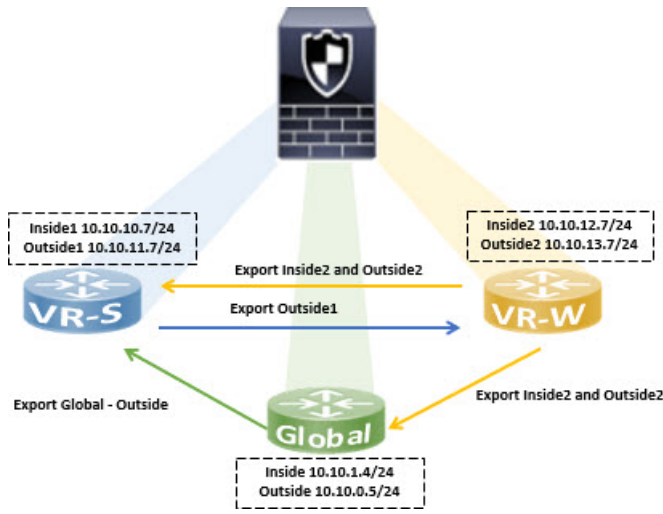 Inside1 10.10.10.7/24
Outside1 10.10.11.7/24
Inside2 10.10.12.7/24
Outside2 10.10.13.7/24
Export Inside2 and Outside2
VR-S
Export Outside1
VR-W
Export Global - Outside
Export Inside2 and Outside2
Global
Inside 10.10.1.4/24
Outside 10.10.0.5/24